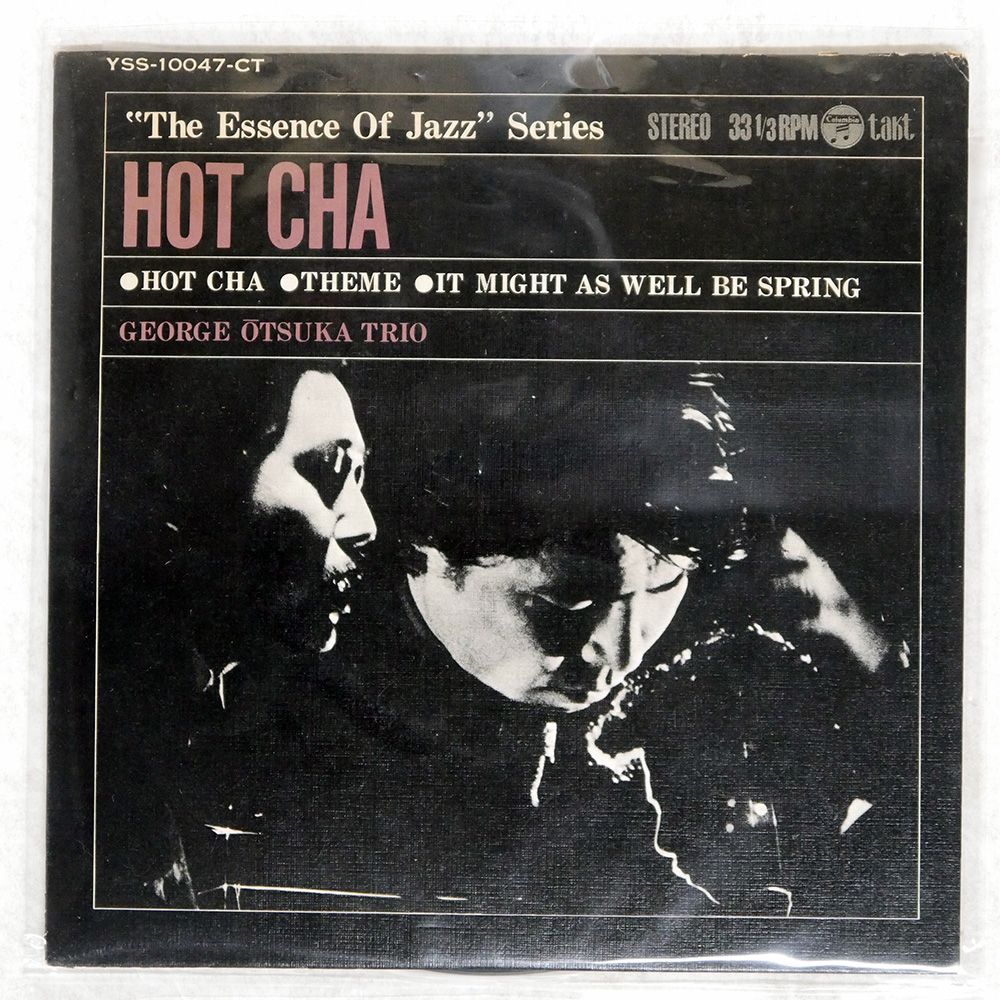 YSS-10047-CT
“The Essence Of Jazz” Series STEREO 33 1/3 RPM Columbia takt.
HOT CHA
●HOT CHA ●THEME ●IT MIGHT AS WELL BE SPRING
GEORGE ŌTSUKA TRIO